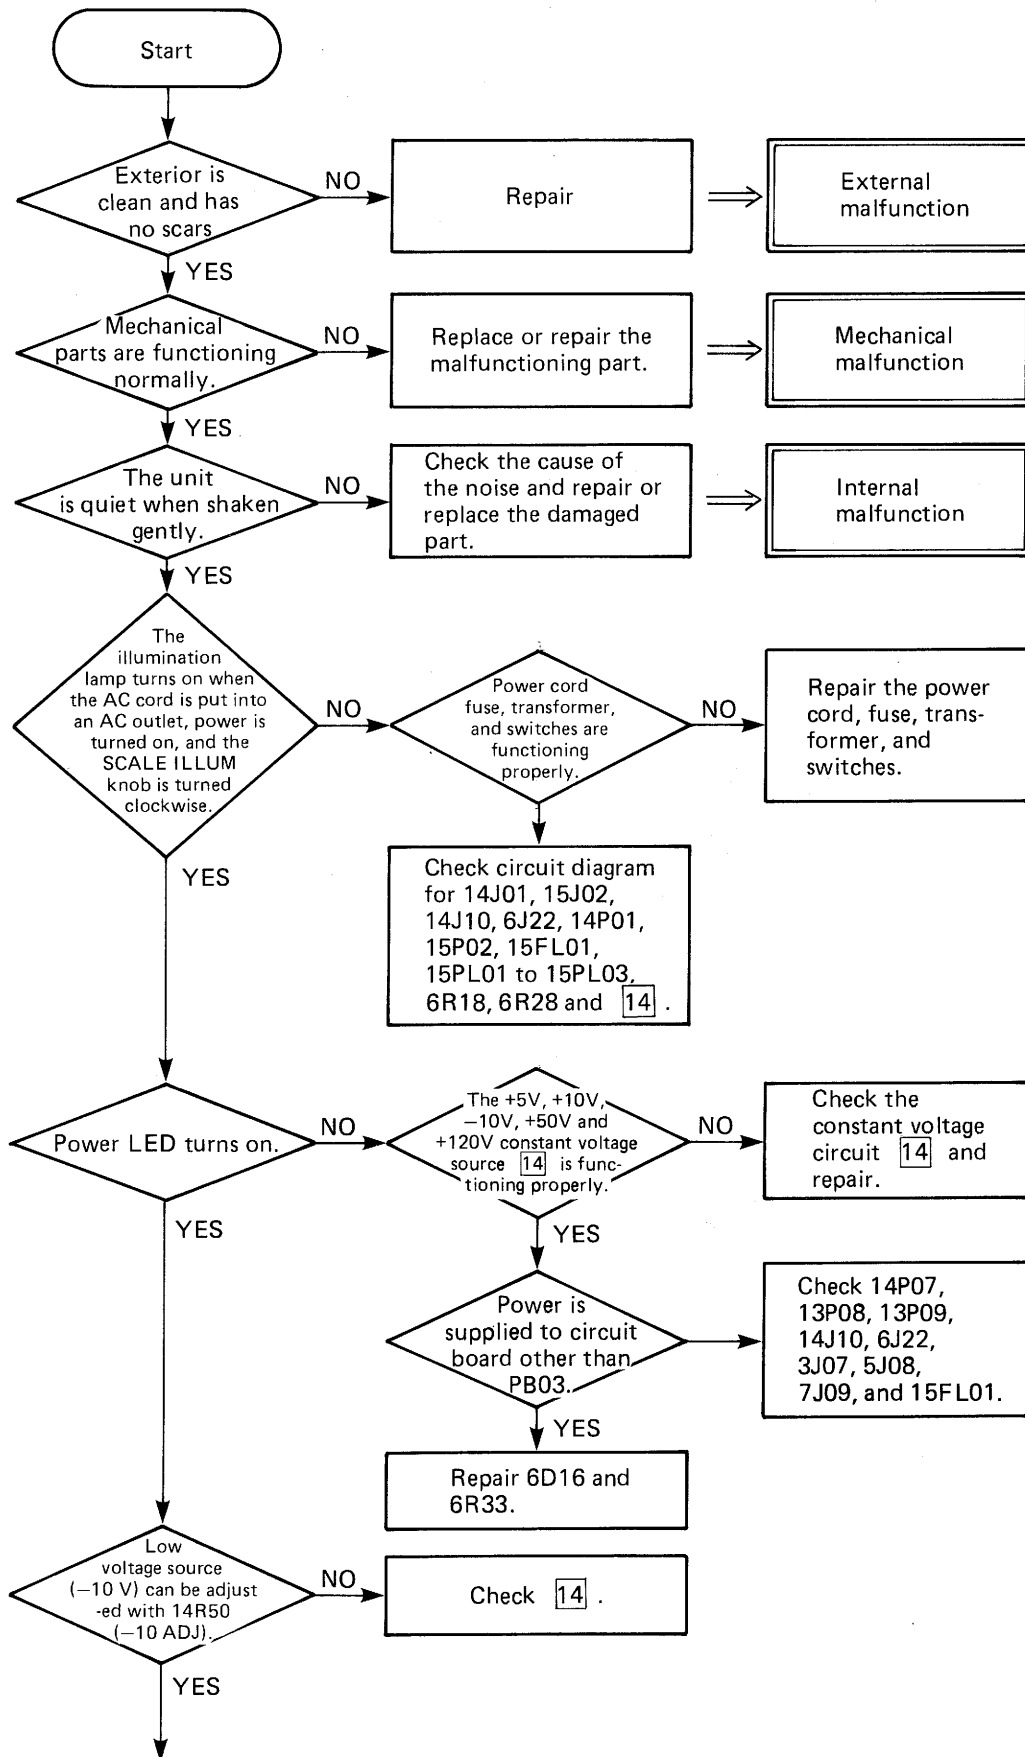 Start
Exterior is
clean and has
no scars
NO
Repair
External
malfunction
YES
Mechanical
parts are functioning
normally.
NO
Replace or repair the
malfunctioning part.
Mechanical
malfunction
YES
The unit
is quiet when shaken
gently.
NO
Check the cause of
the noise and repair or
replace the damaged
part.
Internal
malfunction
YES
The
illumination
lamp turns on when
the AC cord is put into
an AC outlet, power is
turned on, and the
SCALE ILLUM
knob is turned
clockwise.
NO
Power cord
fuse, transformer,
and switches are
functioning
properly.
NO
Repair the power
cord, fuse, trans-
former, and
switches.
YES
Check circuit diagram
for 14J01, 15J02,
14J10, 6J22, 14P01,
15P02, 15FL01,
15PL01 to 15PL03,
6R18, 6R28 and 14 .
Power LED turns on.
NO
The +5V, +10V,
−10V, +50V and
+120V constant voltage
source 14 is func-
tioning properly.
NO
Check the
constant voltage
circuit 14 and
repair.
YES
YES
Power is
supplied to circuit
board other than
PB03.
Check 14P07,
13P08, 13P09,
14J10, 6J22,
3J07, 5J08,
7J09, and 15FL01.
YES
Repair 6D16 and
6R33.
Low
voltage source
(−10 V) can be adjust
-ed with 14R50
(−10 ADJ).
NO
Check 14 .
YES